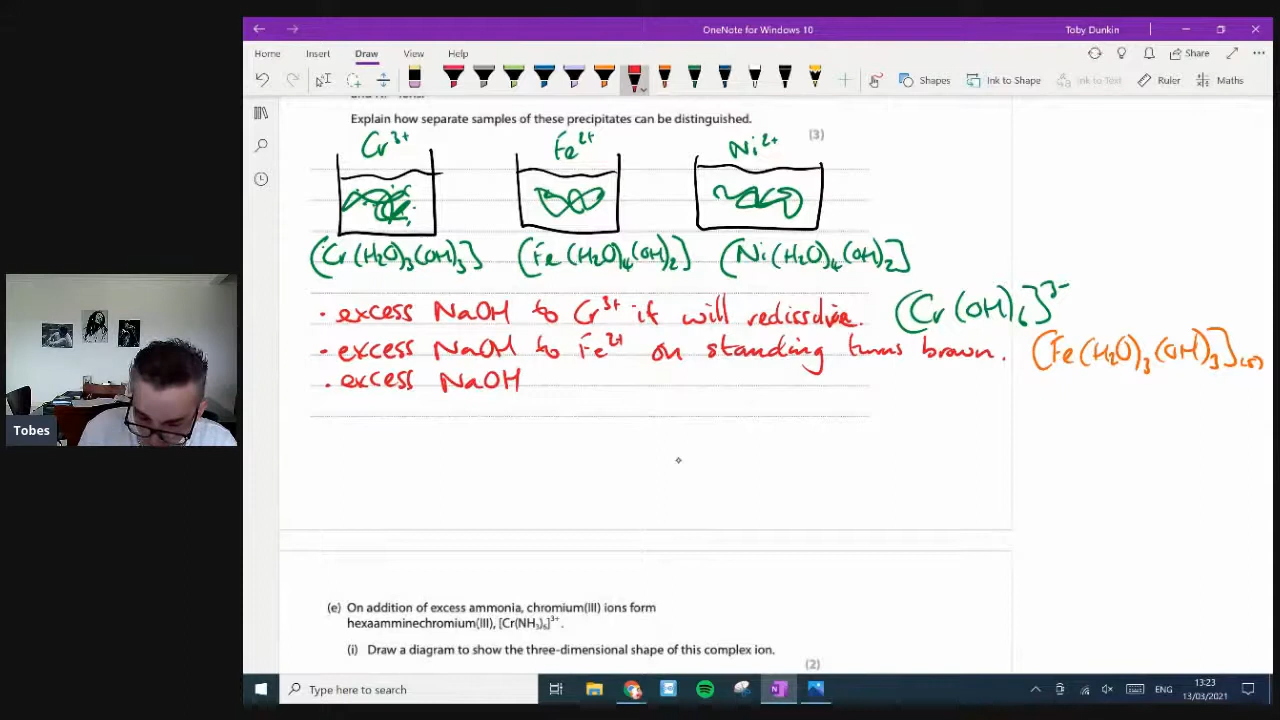 OneNote for Windows 10
Toby Dunkin
Home Insert Draw View Help
Share
Shapes Ink to Shape Ink to Text Ruler Maths
Explain how separate samples of these precipitates can be distinguished.
(3)
Cr³⁺ Fe²⁺ Ni²⁺
(Cr(H₂O)₃(OH)₃] (Fe(H₂O)₄(OH)₂] (Ni(H₂O)₄(OH)₂]
• excess NaOH to Cr³⁺ it will redissolve. (Cr(OH)₆]³⁻
• excess NaOH to Fe²⁺ on standing turns brown. (Fe(H₂O)₃(OH)₃](s)
• excess NaOH
Tobes
(e) On addition of excess ammonia, chromium(III) ions form
hexaamminechromium(III), [Cr(NH₃)₆]³⁺.
(i) Draw a diagram to show the three-dimensional shape of this complex ion.
(2)
Type here to search
ENG
13:23
13/03/2021